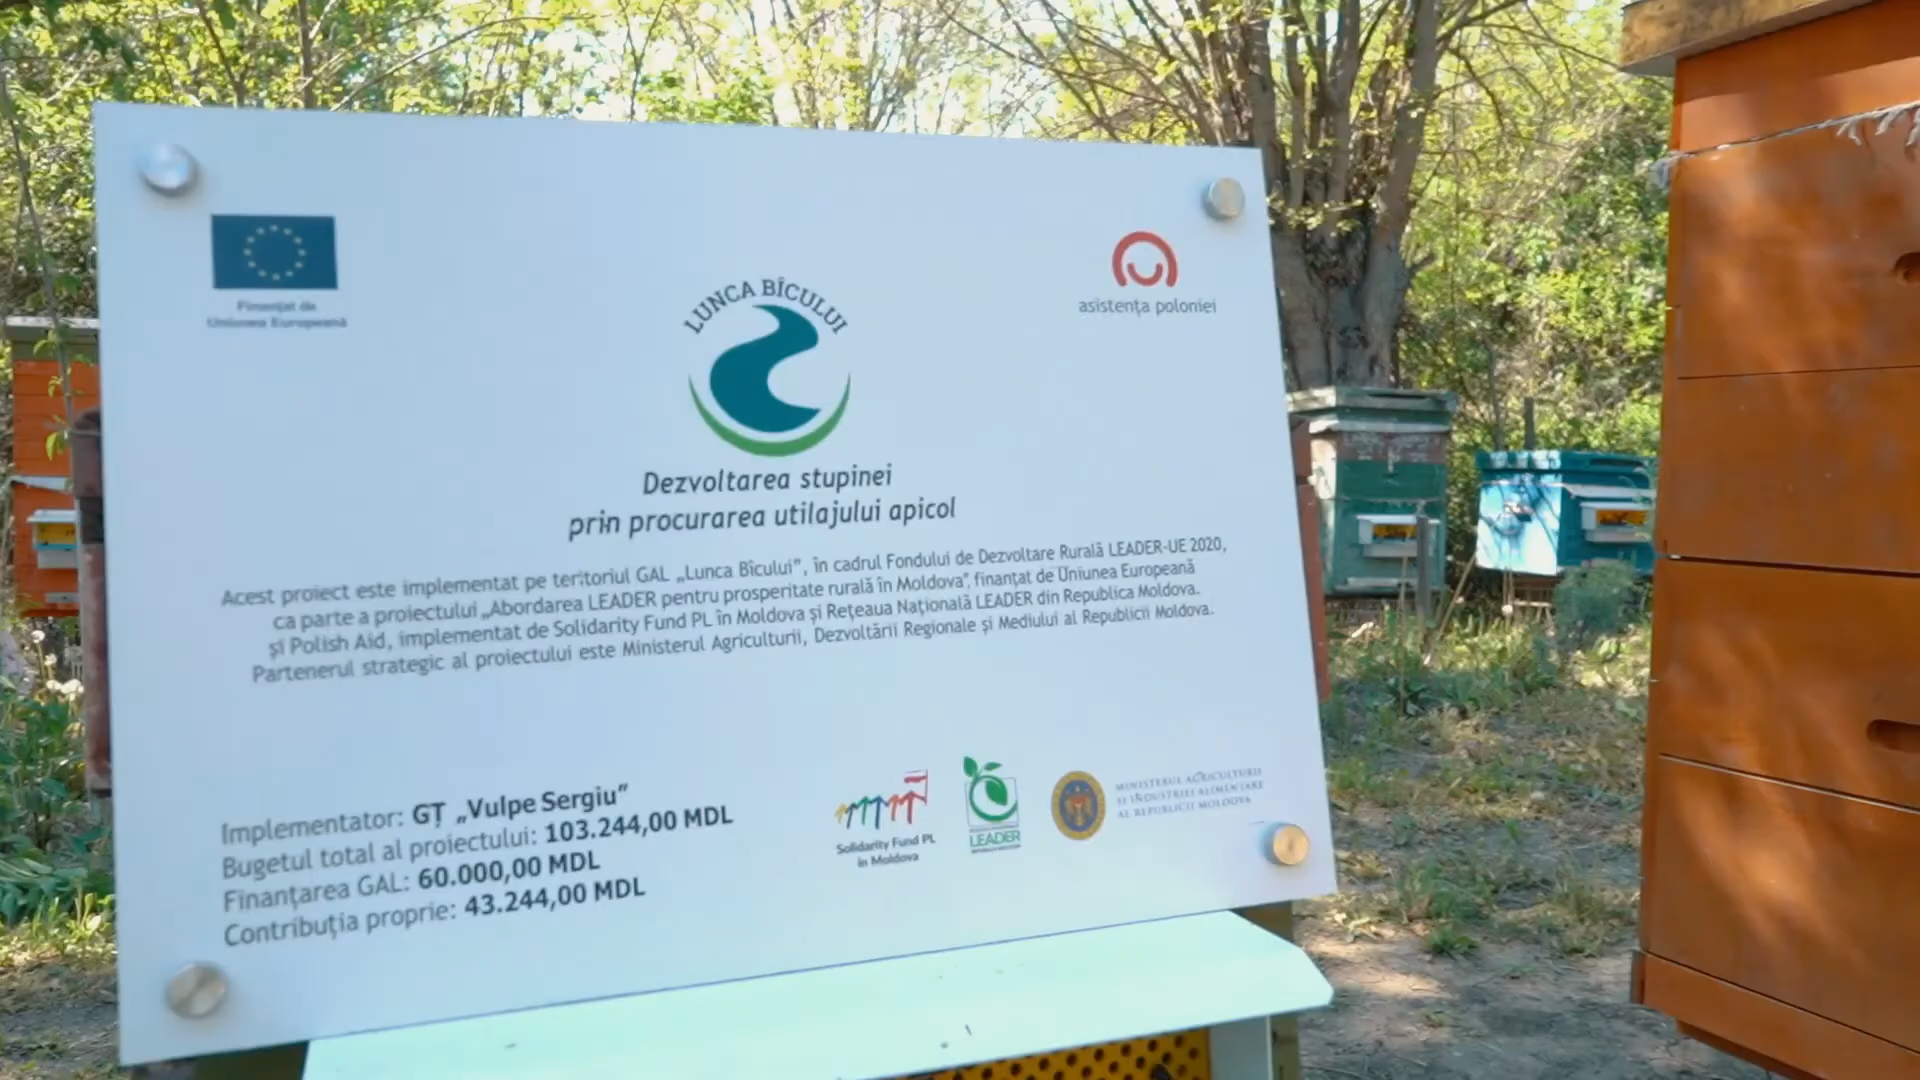 Finanțat de
Uniunea Europeană
asistența poloniei
LUNCA BÎCULUI
Dezvoltarea stupinei
prin procurarea utilajului apicol
Acest proiect este implementat pe teritoriul GAL „Lunca Bîcului”, în cadrul Fondului de Dezvoltare Rurală LEADER-UE 2020,
ca parte a proiectului „Abordarea LEADER pentru prosperitate rurală în Moldova”, finanțat de Uniunea Europeană
și Polish Aid, implementat de Solidarity Fund PL în Moldova și Rețeaua Națională LEADER din Republica Moldova.
Partenerul strategic al proiectului este Ministerul Agriculturii, Dezvoltării Regionale și Mediului al Republicii Moldova.
Implementator: GȚ „Vulpe Sergiu”
Bugetul total al proiectului: 103.244,00 MDL
Finanțarea GAL: 60.000,00 MDL
Contribuția proprie: 43.244,00 MDL
Solidarity Fund PL
în Moldova
LEADER
MINISTERUL AGRICULTURII
ȘI INDUSTRIEI ALIMENTARE
AL REPUBLICII MOLDOVA